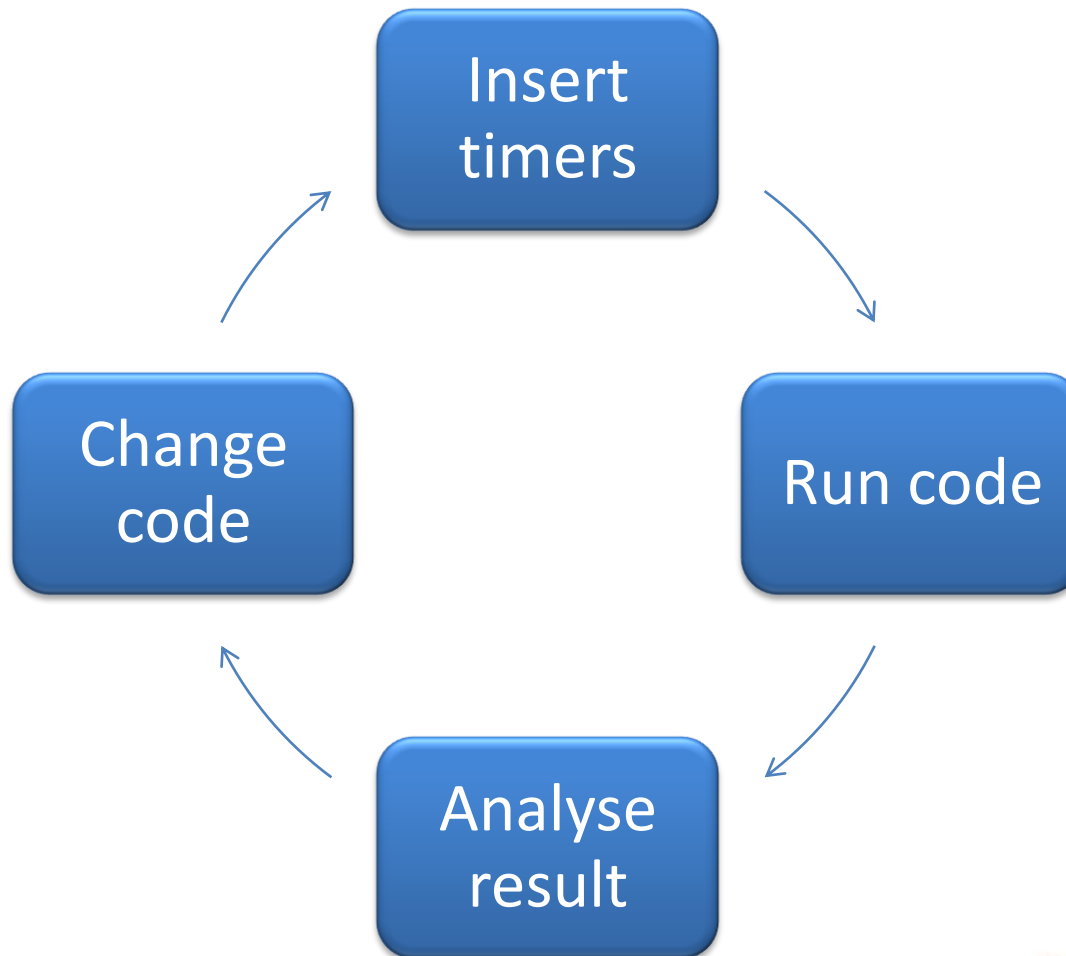 Insert
timers
Change
code
Run code
Analyse
result